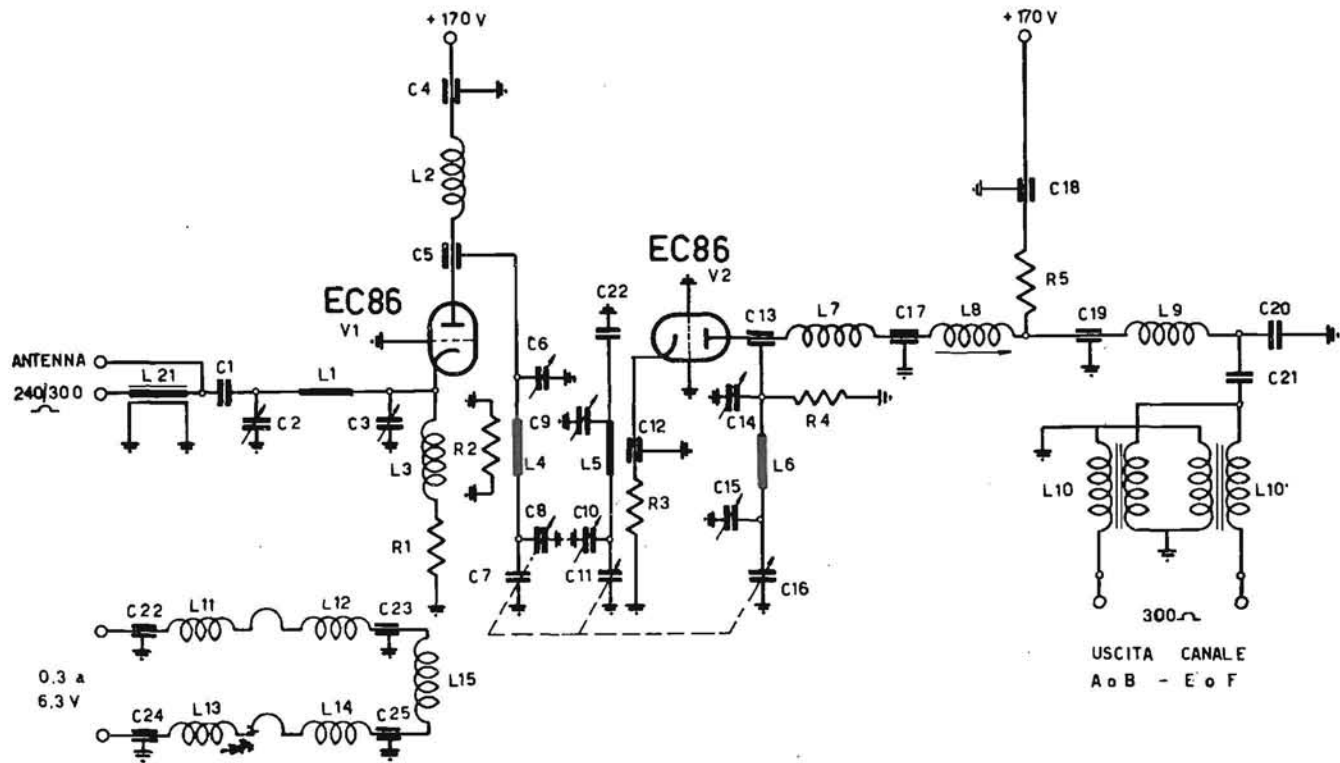 +170 V
+170 V
C4
L2
C5
C18
EC86
V1
EC86
V2
R5
C22
C13
L7
C17
L8
C19
L9
C20
C6
ANTENNA
240/300 Ω
L21
C1
L1
C2
C3
C9
C12
C14
R4
C21
L3
R2
L4
L5
L6
R3
L10
L10'
C8
C10
C15
R1
C7
C11
C16
300 Ω
C22
L11
L12
C23
USCITA CANALE
A o B - E o F
0.3 a
6.3 V
L15
C24
L13
L14
C25